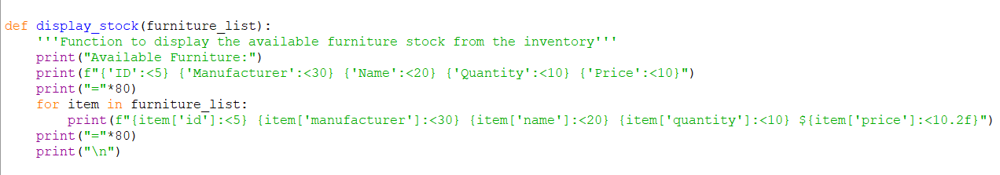 def display_stock(furniture_list):
    '''Function to display the available furniture stock from the inventory'''
    print("Available Furniture:")
    print(f"{'ID':<5} {'Manufacturer':<30} {'Name':<20} {'Quantity':<10} {'Price':<10}")
    print("="*80)
    for item in furniture_list:
        print(f"{item['id']:<5} {item['manufacturer']:<30} {item['name']:<20} {item['quantity']:<10} ${item['price']:<10.2f}")
    print("="*80)
    print("\n")